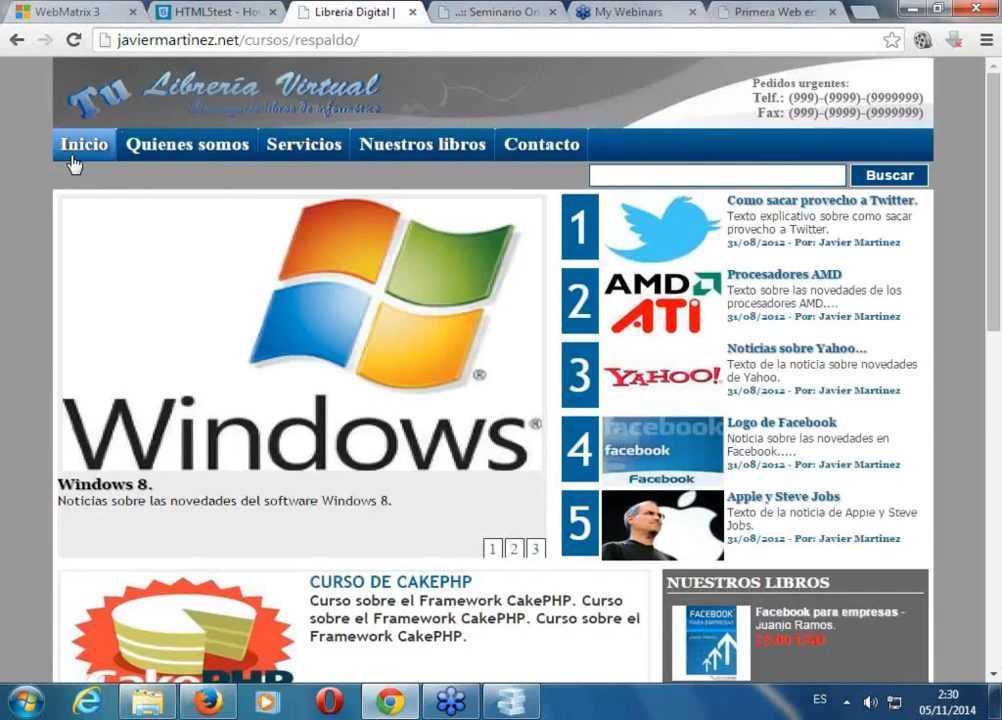 WebMatrix 3
HTML5test - Ho
Librería Digital |
..:: Seminario On
My Webinars
Primera Web en
javiermartinez.net/cursos/respaldo/
Tu Librería Virtual
Pedidos urgentes:
Telf.: (999)-(9999)-(9999999)
Fax: (999)-(9999)-(9999999)
Inicio
Quienes somos
Servicios
Nuestros libros
Contacto
Buscar
Windows®
Windows 8.
Noticias sobre las novedades del software Windows 8.
1 2 3
1
Como sacar provecho a Twitter.
Texto explicativo sobre como sacar
provecho a Twitter.
31/08/2012 - Por: Javier Martinez
2
AMD
ATI
Procesadores AMD
Texto sobre las novedades de los
procesadores AMD....
31/08/2012 - Por: Javier Martinez
3
YAHOO!
Noticias sobre Yahoo...
Texto de la noticia sobre novedades
de Yahoo.
31/08/2012 - Por: Javier Martinez
4
facebook
facebook
Facebook
Logo de Facebook
Noticia sobre las novedades en
Facebook.....
31/08/2012 - Por: Javier Martinez
5
Apple y Steve Jobs
Texto de la noticia de Apple y Steve
Jobs.
31/08/2012 - Por: Javier Martinez
CakePHP
CURSO DE CAKEPHP
Curso sobre el Framework CakePHP. Curso
sobre el Framework CakePHP. Curso sobre el
Framework CakePHP.
NUESTROS LIBROS
FACEBOOK
PARA EMPRESAS
Facebook para empresas -
Juanjo Ramos.
ES
2:30
05/11/2014